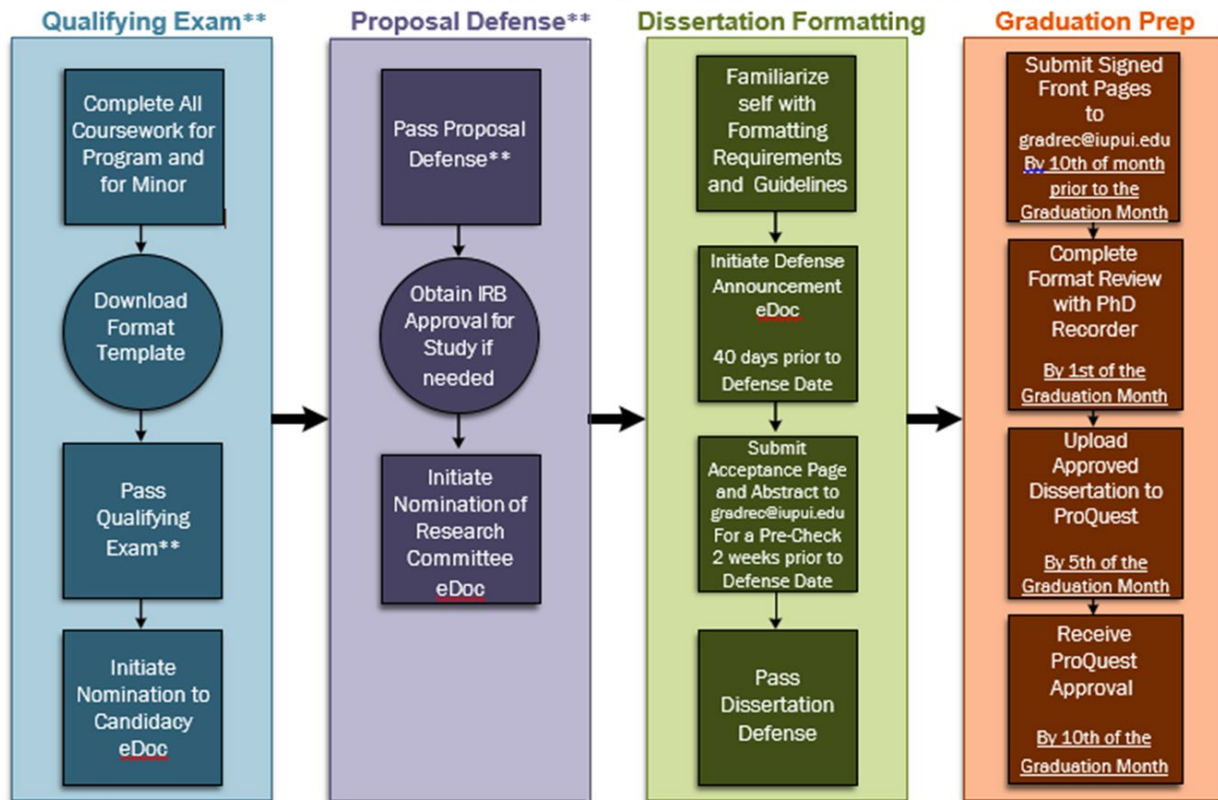 Qualifying Exam**
Complete All
Coursework for
Program and
for Minor
Download
Format
Template
Pass
Qualifying
Exam**
Initiate
Nomination to
Candidacy
eDoc
Proposal Defense**
Pass Proposal
Defense**
Obtain IRB
Approval for
Study if
needed
Initiate
Nomination of
Research
Committee
eDoc
Dissertation Formatting
Familiarize
self with
Formatting
Requirements
and Guidelines
Initiate Defense
Announcement
eDoc
40 days prior to
Defense Date
Submit
Acceptance Page
and Abstract to
gradrec@iupui.edu
For a Pre-Check
2 weeks prior to
Defense Date
Pass
Dissertation
Defense
Graduation Prep
Submit Signed
Front Pages
to
gradrec@iupui.edu
By 10th of month
prior to the
Graduation Month
Complete
Format Review
with PhD
Recorder
By 1st of the
Graduation Month
Upload
Approved
Dissertation to
ProQuest
By 5th of the
Graduation Month
Receive
ProQuest
Approval
By 10th of the
Graduation Month